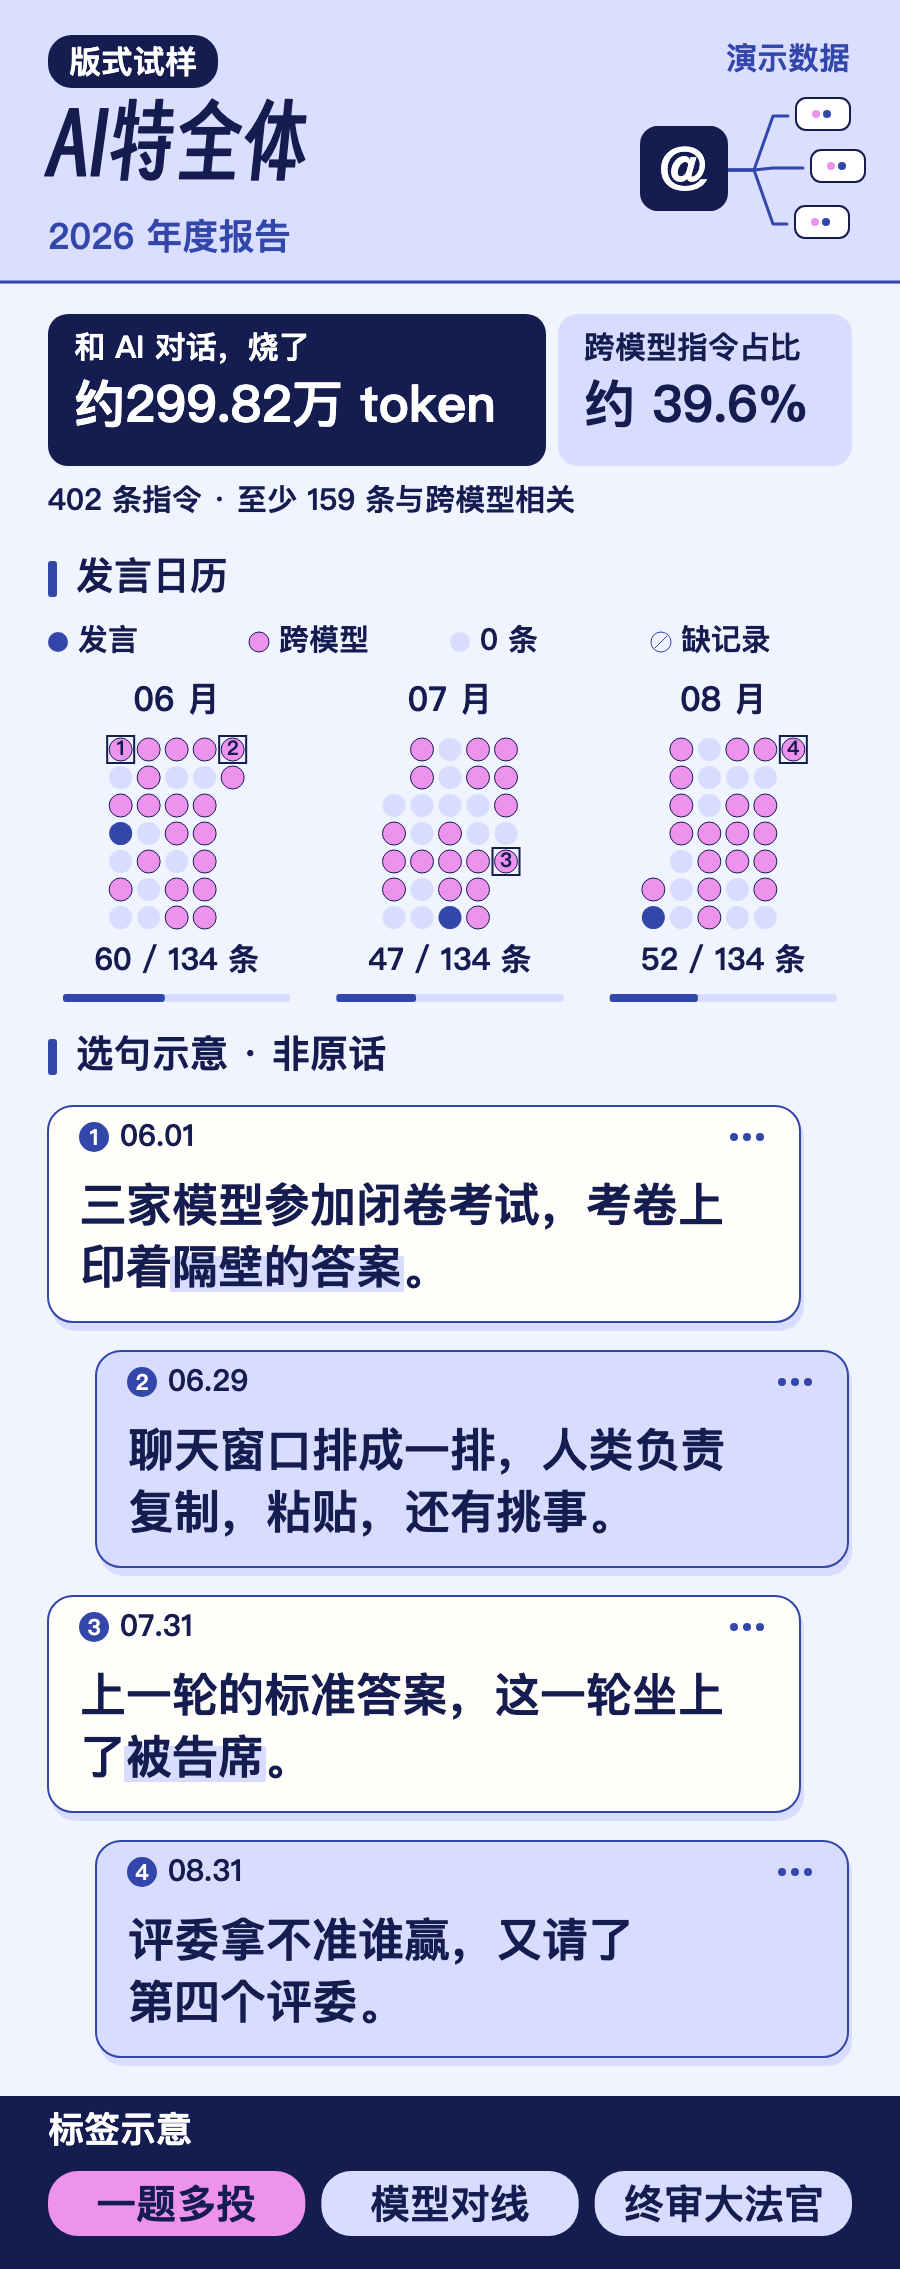 版式试样
演示数据
AI特全体
@
2026 年度报告
和 AI 对话，烧了
约299.82万 token
跨模型指令占比
约 39.6%
402 条指令 · 至少 159 条与跨模型相关
发言日历
发言
跨模型
0 条
缺记录
06 月
07 月
08 月
1
2
3
4
60 / 134 条
47 / 134 条
52 / 134 条
选句示意 · 非原话
1 06.01
三家模型参加闭卷考试，考卷上
印着隔壁的答案。
2 06.29
聊天窗口排成一排，人类负责
复制，粘贴，还有挑事。
3 07.31
上一轮的标准答案，这一轮坐上
了被告席。
4 08.31
评委拿不准谁赢，又请了
第四个评委。
标签示意
一题多投
模型对线
终审大法官